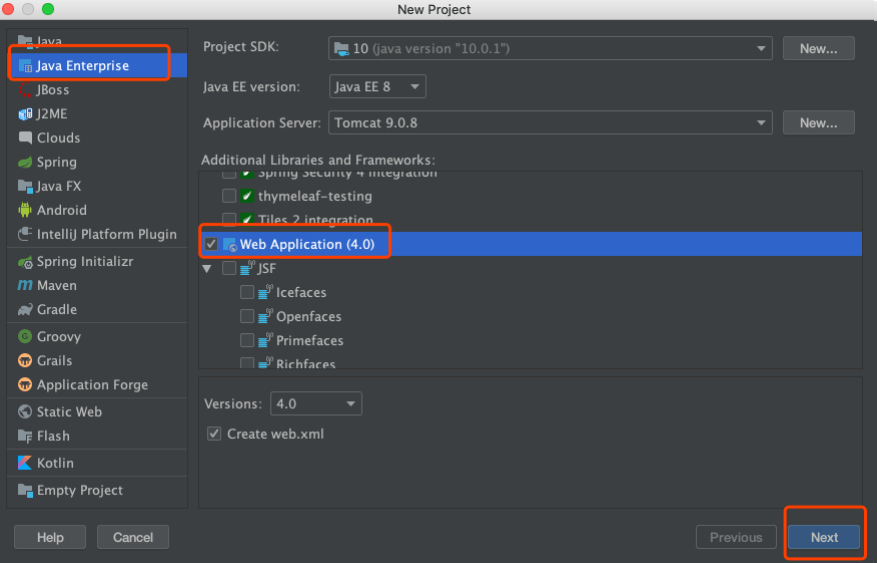 New Project
Java
Java Enterprise
JBoss
J2ME
Clouds
Spring
Java FX
Android
IntelliJ Platform Plugin
Spring Initializr
Maven
Gradle
Groovy
Grails
Application Forge
Static Web
Flash
Kotlin
Empty Project
Project SDK: 10 (java version "10.0.1") New...
Java EE version: Java EE 8
Application Server: Tomcat 9.0.8 New...
Additional Libraries and Frameworks:
Spring Security 4 integration
thymeleaf-testing
Tiles 2 integration
Web Application (4.0)
JSF
Icefaces
Openfaces
Primefaces
Richfaces
Versions: 4.0
Create web.xml
Help Cancel Previous Next